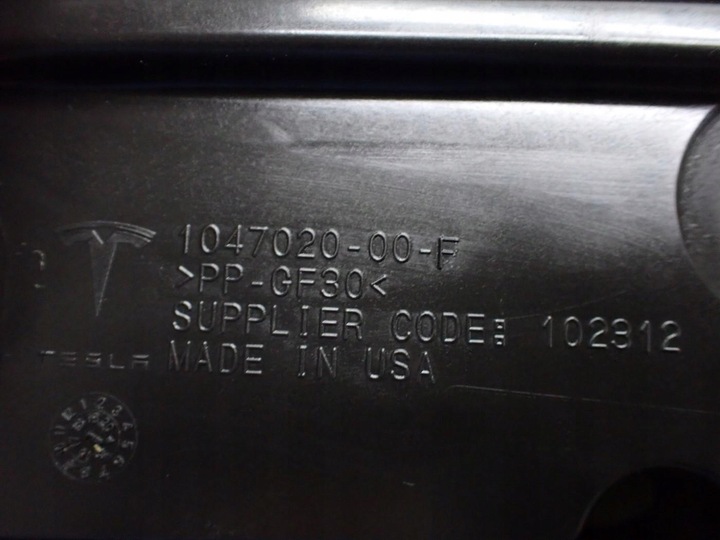 1047020-00-F
>PP-GF30<
SUPPLIER CODE: 102312
TESLA
MADE IN USA